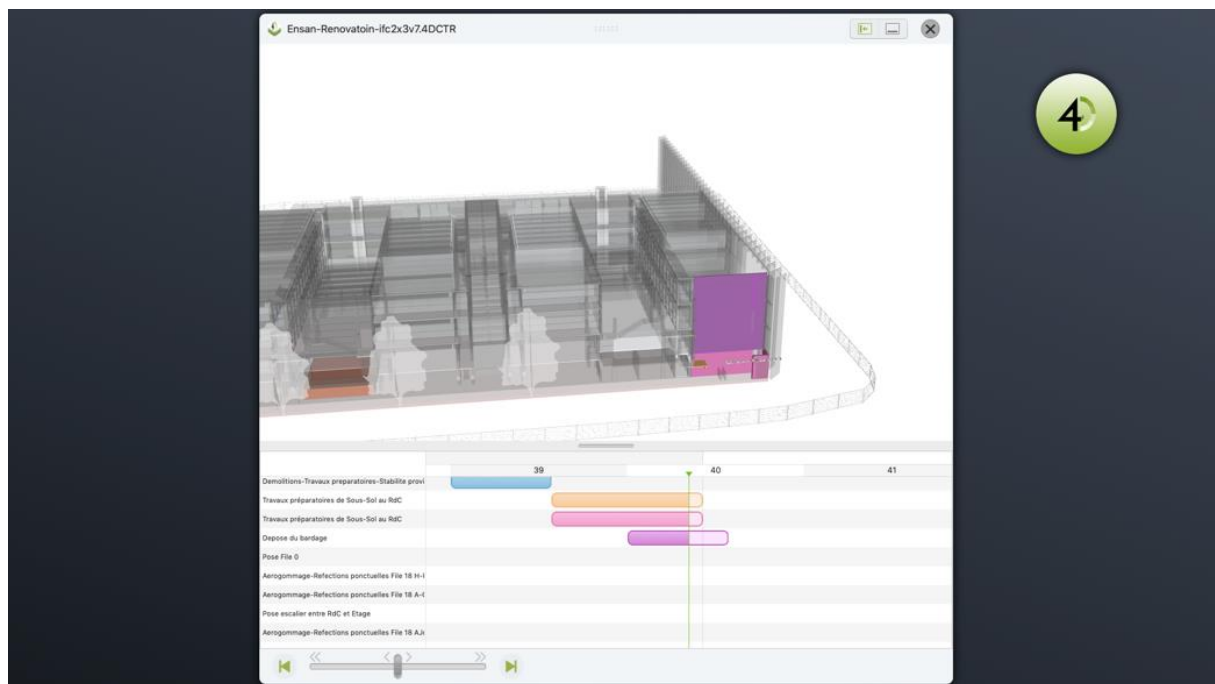 Ensan-Renovatoin-ifc2x3v7.4DCTR
4D
39 40 41
Demolitions-Travaux preparatoires-Stabilite provi
Travaux préparatoires de Sous-Sol au RdC
Travaux préparatoires de Sous-Sol au RdC
Depose du bardage
Pose File 0
Aerogommage-Refections ponctuelles File 18 H-I
Aerogommage-Refections ponctuelles File 18 A-(
Pose escalier entre RdC et Etage
Aerogommage-Refections ponctuelles File 18 AJ